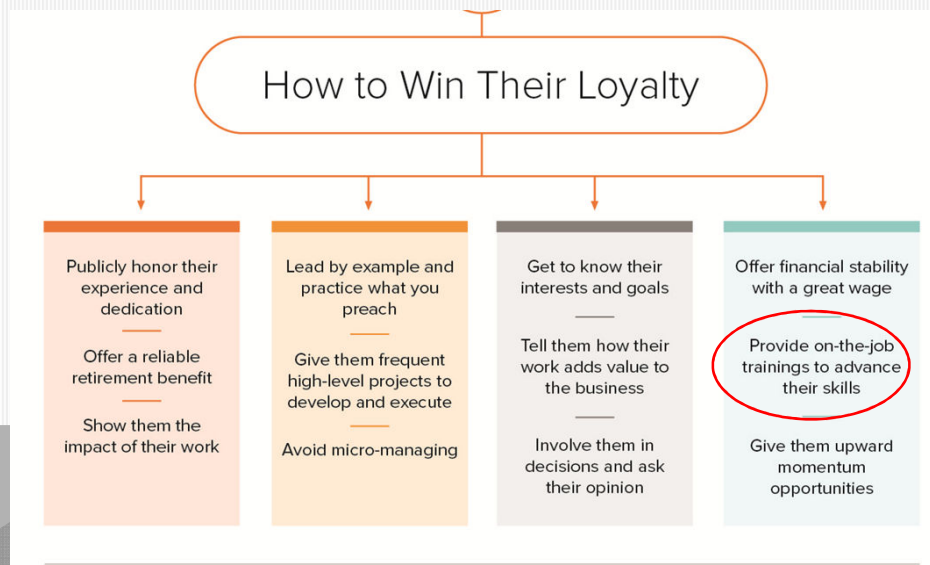 How to Win Their Loyalty
Publicly honor their
experience and
dedication
Offer a reliable
retirement benefit
Show them the
impact of their work
Lead by example and
practice what you
preach
Give them frequent
high-level projects to
develop and execute
Avoid micro-managing
Get to know their
interests and goals
Tell them how their
work adds value to
the business
Involve them in
decisions and ask
their opinion
Offer financial stability
with a great wage
Provide on-the-job
trainings to advance
their skills
Give them upward
momentum
opportunities